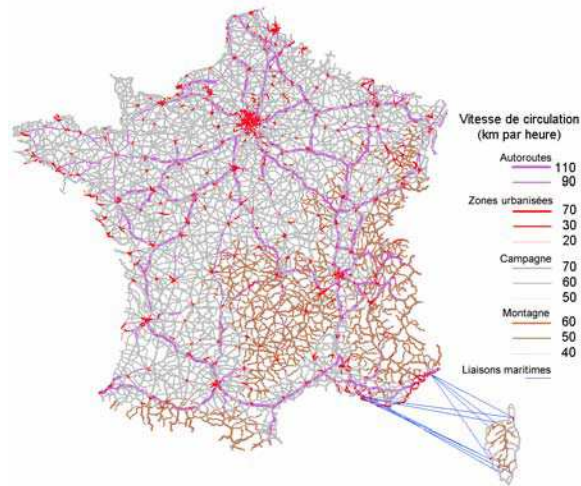 Vitesse de circulation
(km par heure)
Autoroutes
110
90
Zones urbanisées
70
30
20
Campagne
70
60
50
Montagne
60
50
40
Liaisons maritimes